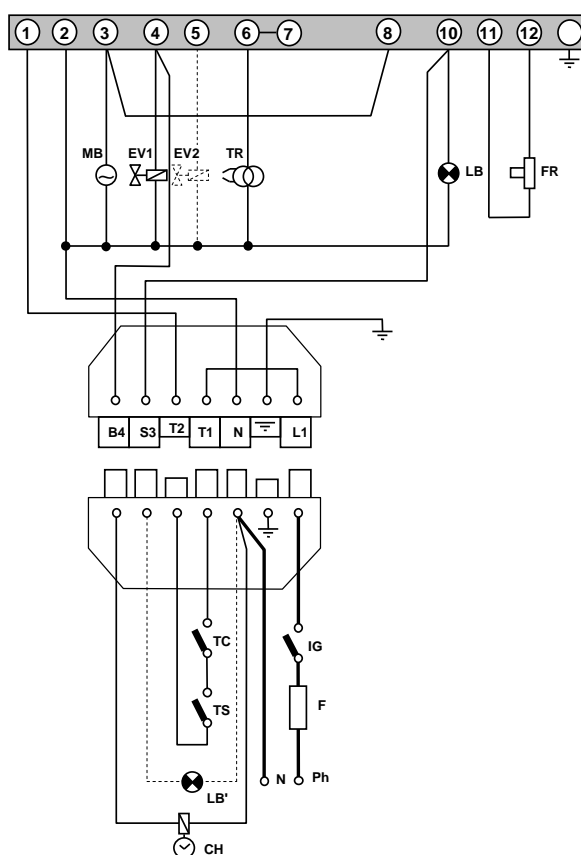 1 2 3 4 5 6 7 8 10 11 12
MB EV1 EV2 TR LB FR
B4 S3 T2 T1 N L1
TC IG
TS F
N Ph
LB'
CH